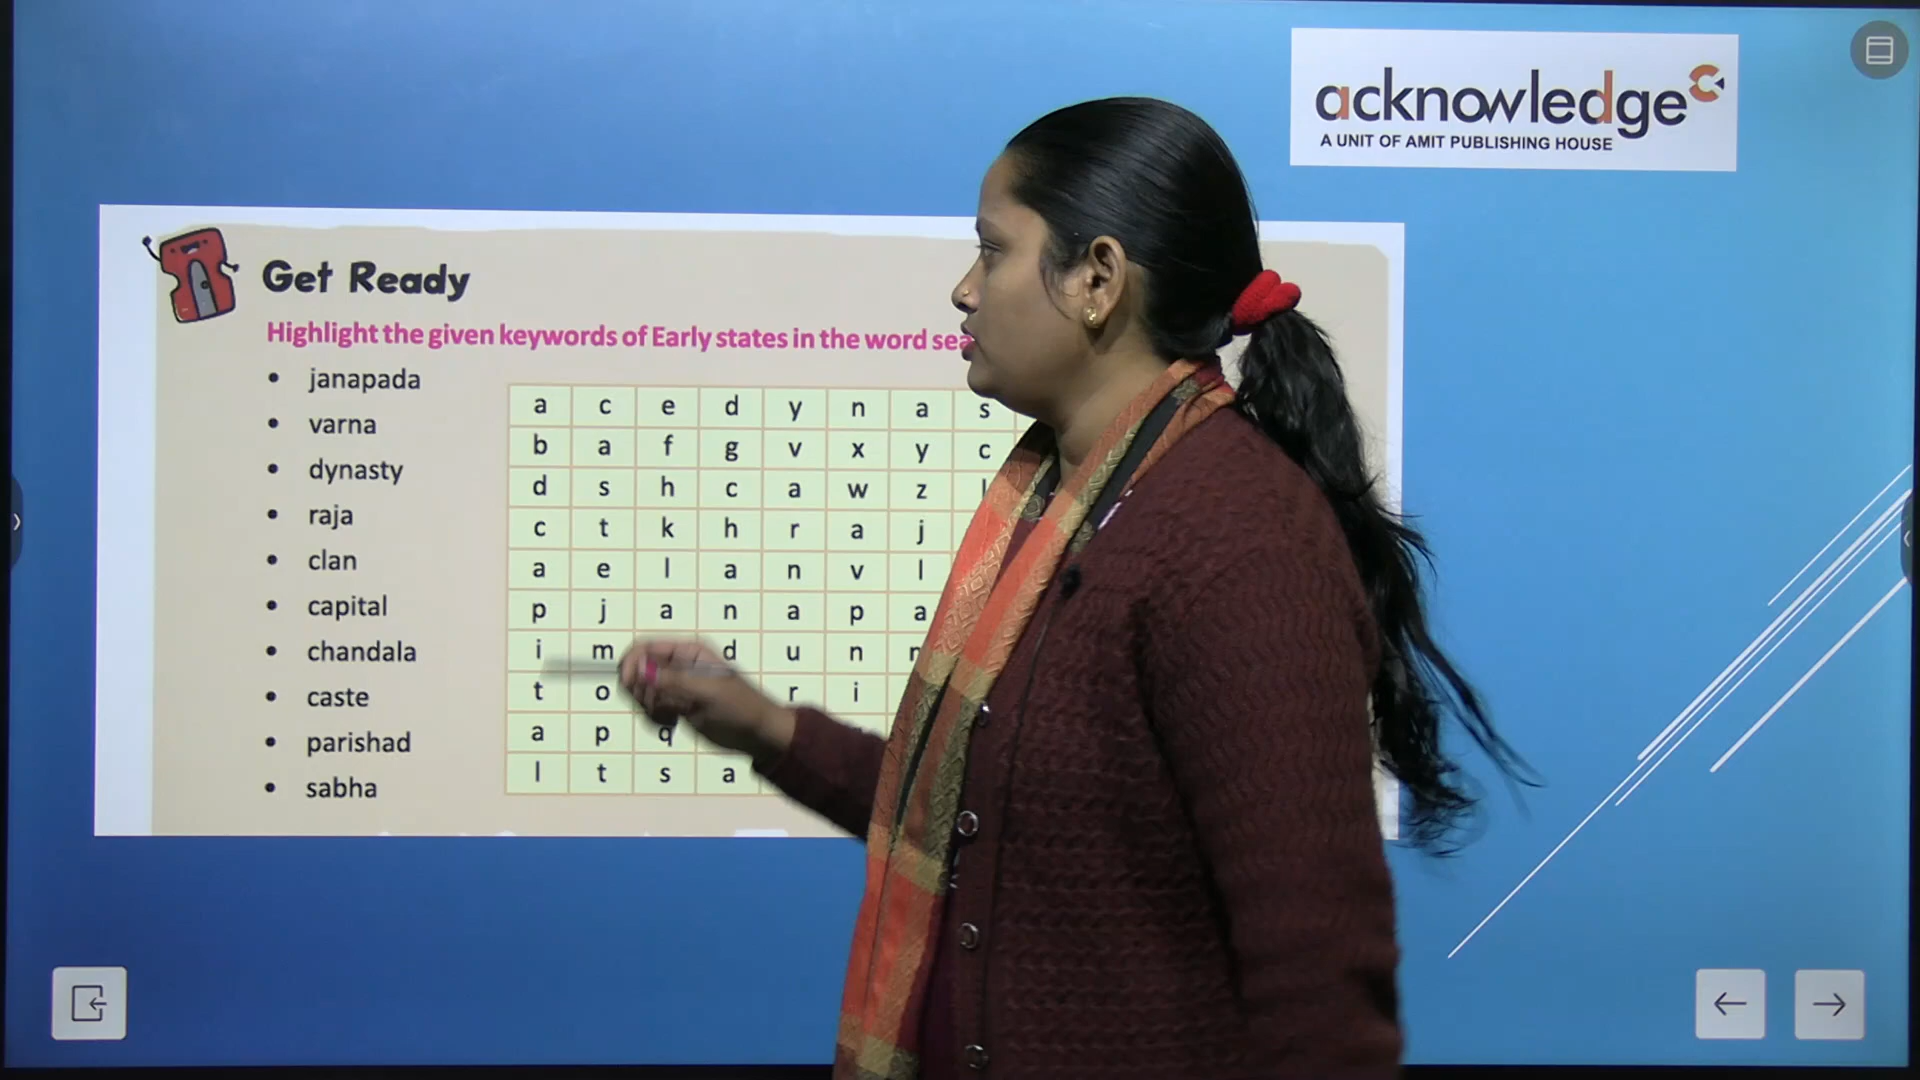 acknowledge
A UNIT OF AMIT PUBLISHING HOUSE
Get Ready
Highlight the given keywords of Early states in the word
janapada
varna
dynasty
raja
clan
capital
chandala
caste
parishad
sabha
a c e d y n a s
b a f g v x y c
d s h c a w z
c t k h r a j
a e l a n v l
p j a n a p a
i m d u n
t o r i
a p q
l t s a